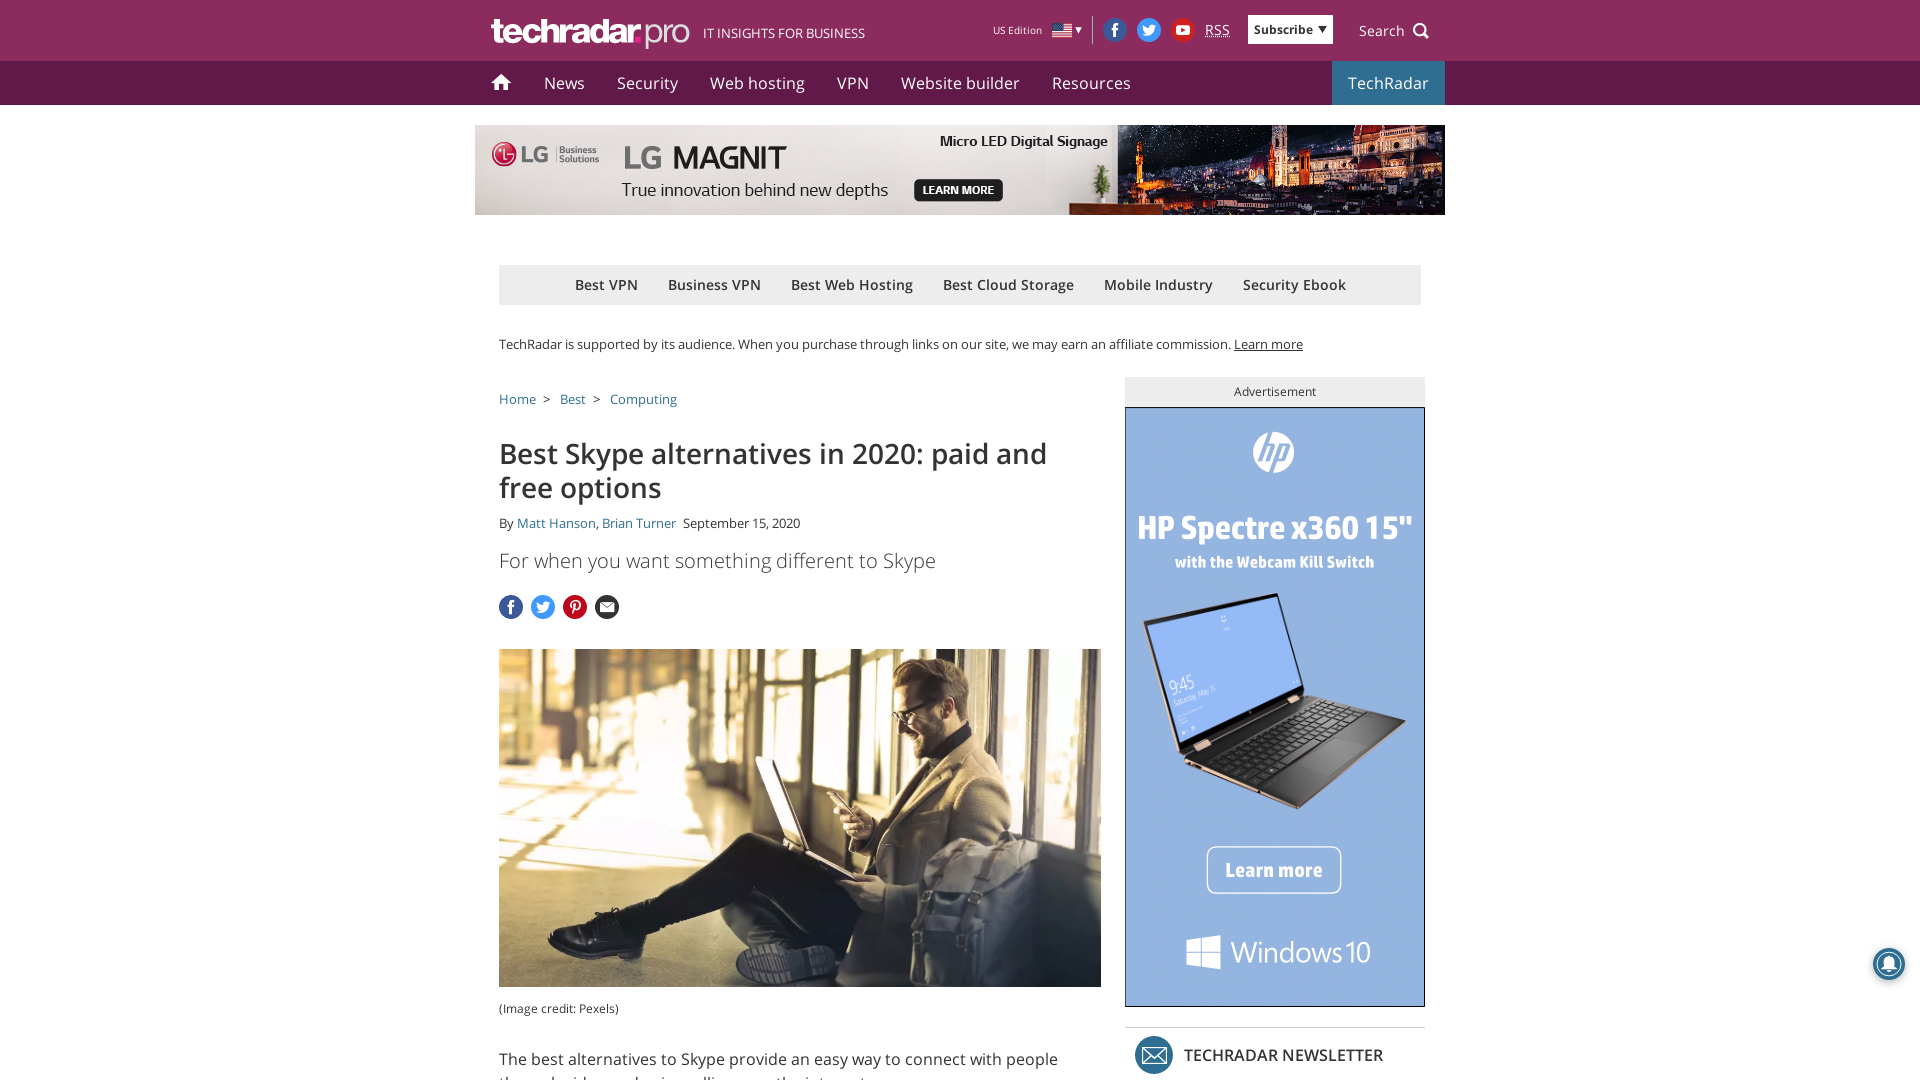 techradar.pro IT INSIGHTS FOR BUSINESS
US Edition ▼ RSS Subscribe ▼ Search
News Security Web hosting VPN Website builder Resources TechRadar
LG Business Solutions
LG MAGNIT
True innovation behind new depths
LEARN MORE
Micro LED Digital Signage
Best VPN Business VPN Best Web Hosting Best Cloud Storage Mobile Industry Security Ebook
TechRadar is supported by its audience. When you purchase through links on our site, we may earn an affiliate commission. Learn more
Home > Best > Computing
Best Skype alternatives in 2020: paid and
free options
By Matt Hanson, Brian Turner September 15, 2020
For when you want something different to Skype
(Image credit: Pexels)
The best alternatives to Skype provide an easy way to connect with people
Advertisement
hp
HP Spectre x360 15"
with the Webcam Kill Switch
9:45
Saturday, May 15
Learn more
Windows 10
TECHRADAR NEWSLETTER